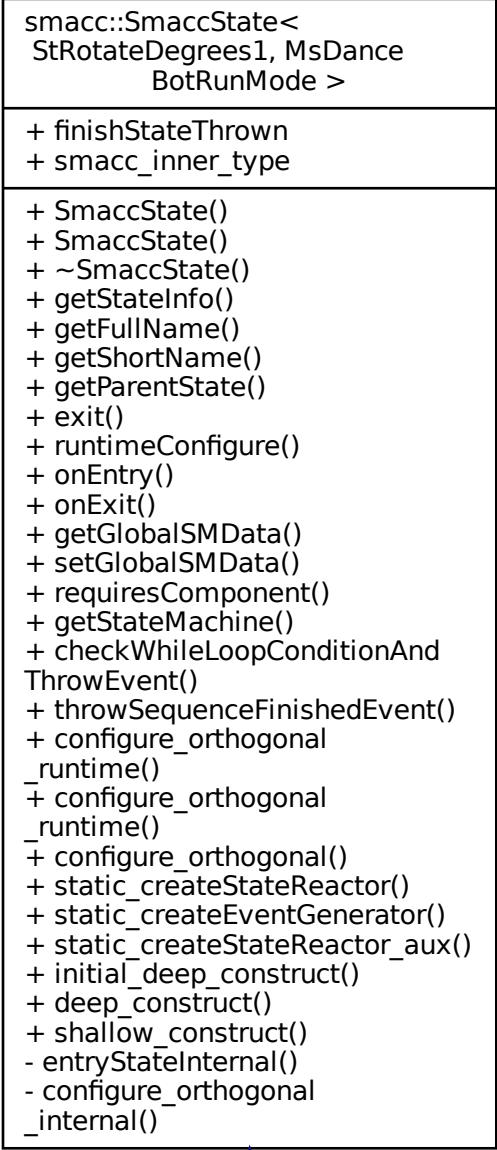 smacc::SmaccState<
StRotateDegrees1, MsDance
BotRunMode >
+ finishStateThrown
+ smacc_inner_type
+ SmaccState()
+ SmaccState()
+ ~SmaccState()
+ getStateInfo()
+ getFullName()
+ getShortName()
+ getParentState()
+ exit()
+ runtimeConfigure()
+ onEntry()
+ onExit()
+ getGlobalSMData()
+ setGlobalSMData()
+ requiresComponent()
+ getStateMachine()
+ checkWhileLoopConditionAnd
ThrowEvent()
+ throwSequenceFinishedEvent()
+ configure_orthogonal
_runtime()
+ configure_orthogonal
_runtime()
+ configure_orthogonal()
+ static_createStateReactor()
+ static_createEventGenerator()
+ static_createStateReactor_aux()
+ initial_deep_construct()
+ deep_construct()
+ shallow_construct()
- entryStateInternal()
- configure_orthogonal
_internal()